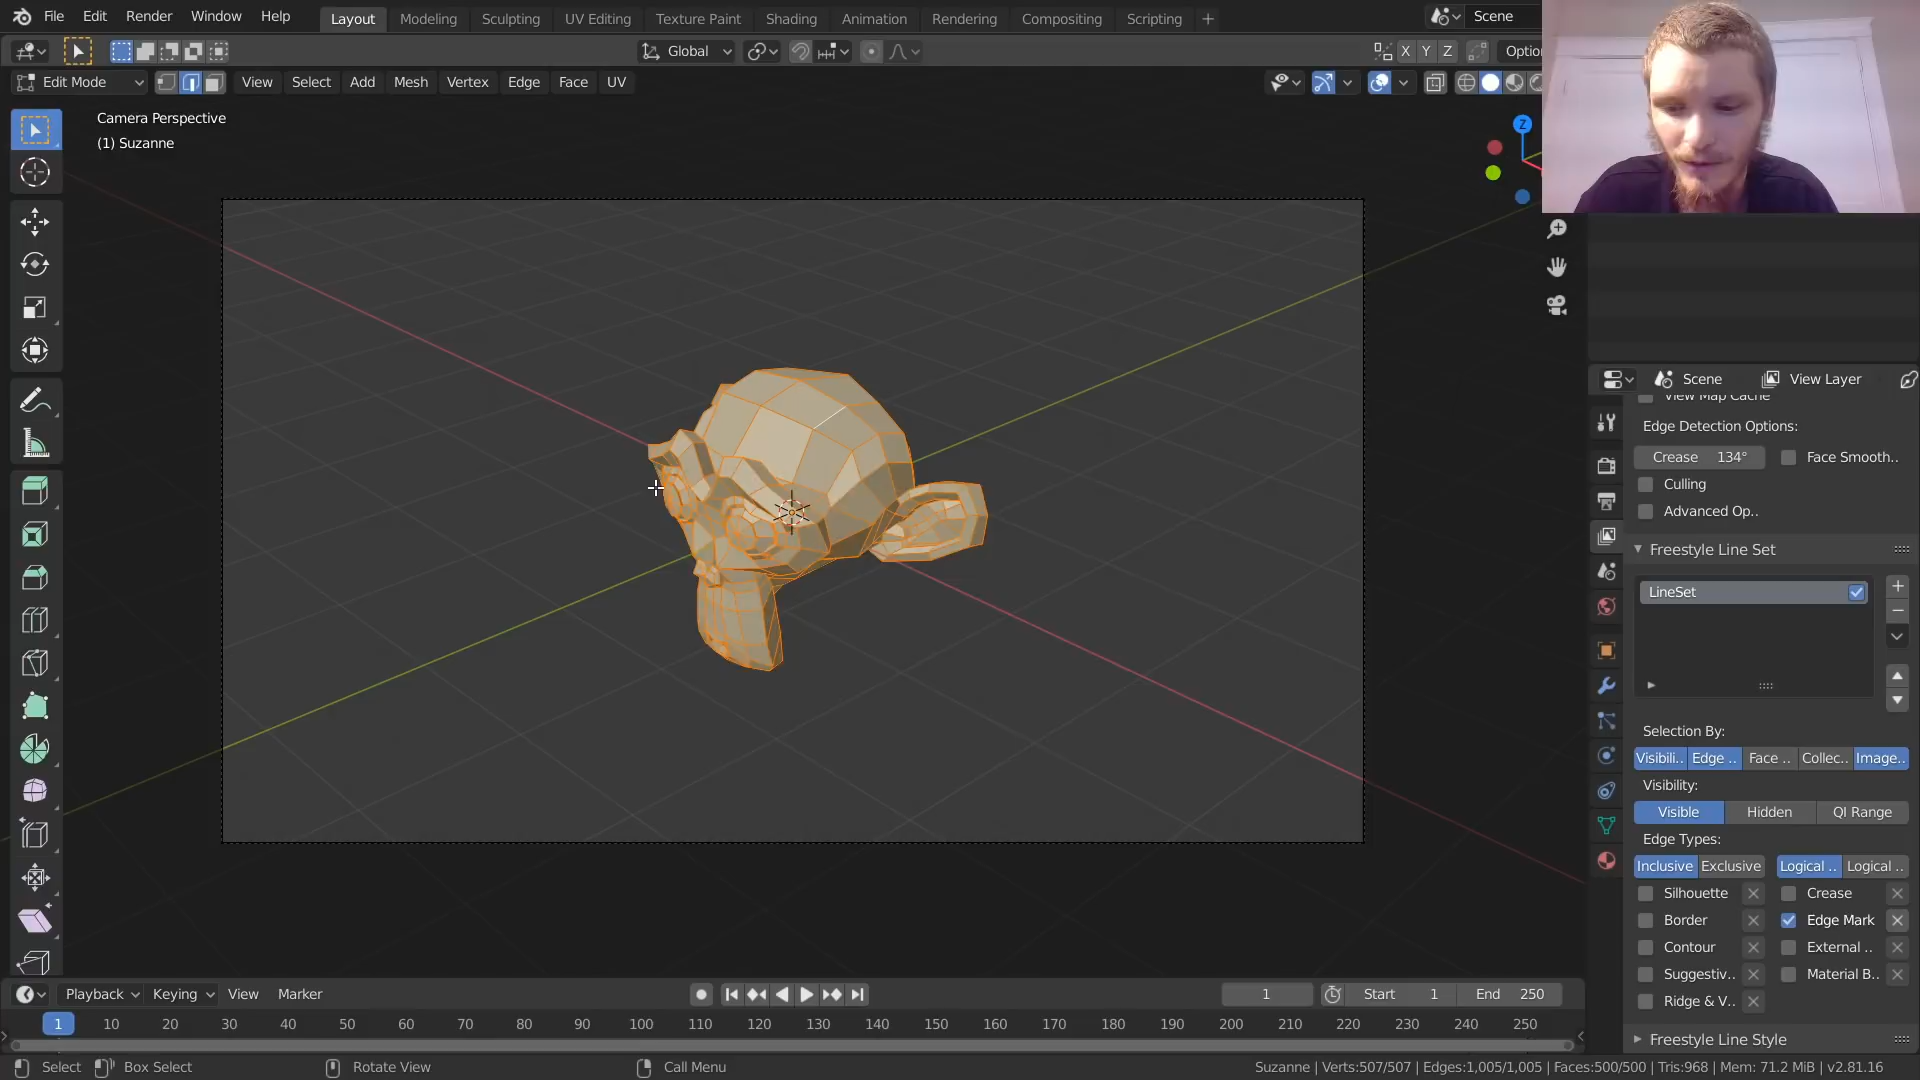 File Edit Render Window Help Layout Modeling Sculpting UV Editing Texture Paint Shading Animation Rendering Compositing Scripting + Scene
Global X Y Z Optio
Edit Mode View Select Add Mesh Vertex Edge Face UV
Camera Perspective
(1) Suzanne
Z
Scene View Layer
View Map Cache
Edge Detection Options:
Crease 134° Face Smooth..
Culling
Advanced Op..
Freestyle Line Set
LineSet
Selection By:
Visibili.. Edge .. Face .. Collec.. Image..
Visibility:
Visible Hidden QI Range
Edge Types:
Inclusive Exclusive Logical .. Logical ..
Silhouette Crease
Border Edge Mark
Contour External ..
Suggestiv.. Material B..
Ridge & V..
Freestyle Line Style
Playback Keying View Marker 1 Start 1 End 250
1 10 20 30 40 50 60 70 80 90 100 110 120 130 140 150 160 170 180 190 200 210 220 230 240 250
Select Box Select Rotate View Call Menu Suzanne | Verts:507/507 | Edges:1,005/1,005 | Faces:500/500 | Tris:968 | Mem: 71.2 MiB | v2.81.16